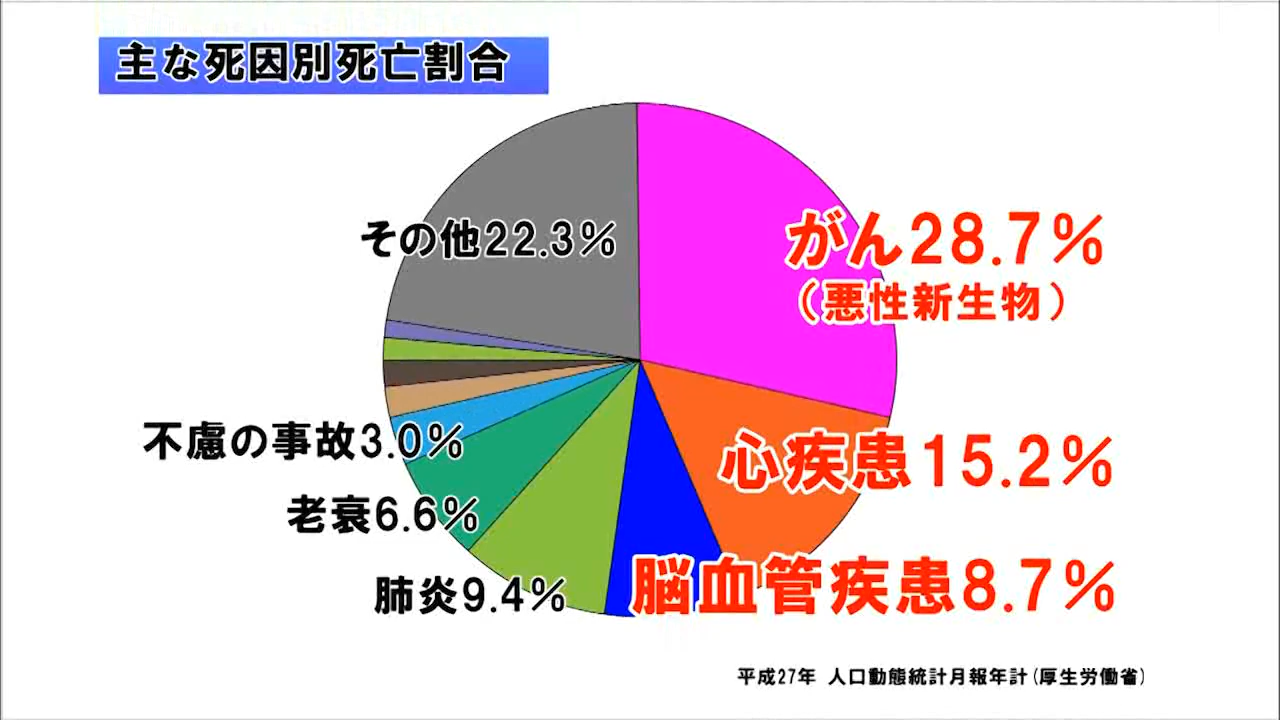 主な死因別死亡割合
がん28.7%
(悪性新生物)
心疾患15.2%
脳血管疾患8.7%
肺炎9.4%
老衰6.6%
不慮の事故3.0%
その他22.3%
平成27年 人口動態統計月報年計(厚生労働省)